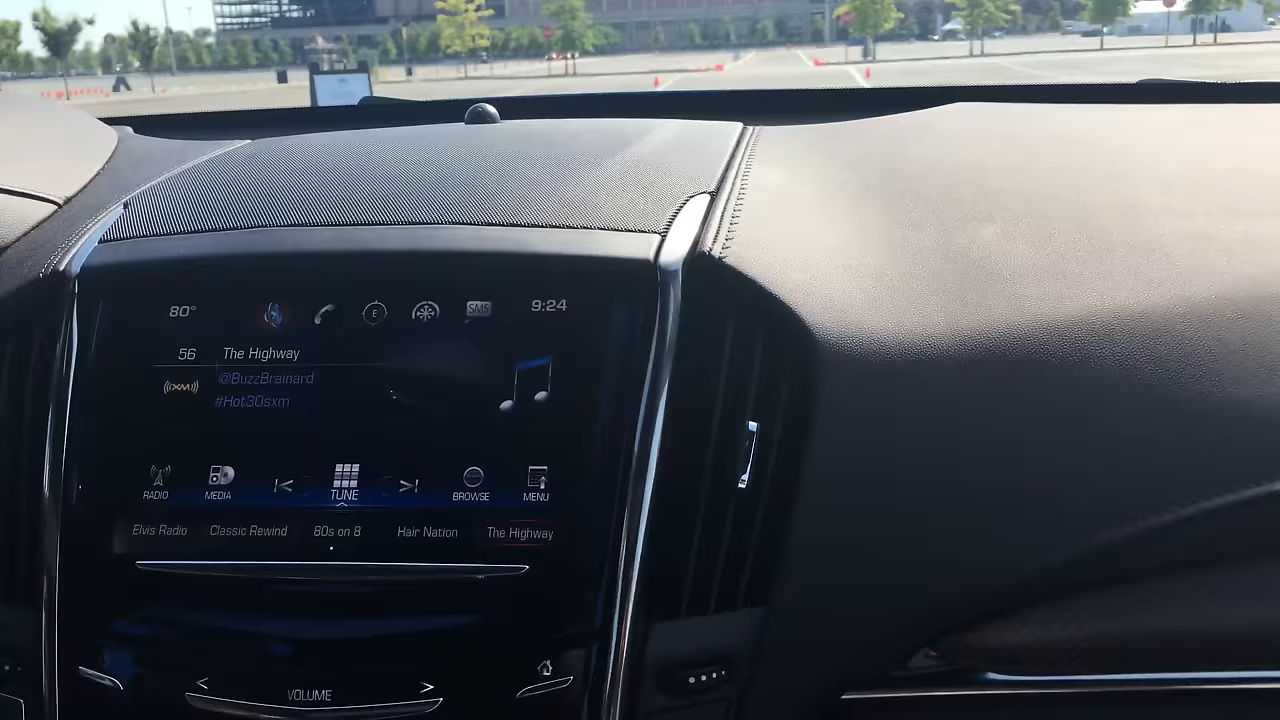 80° E SMS 9:24
56 The Highway
((XM)) @BuzzBrainard
#Hot30sxm
RADIO MEDIA TUNE BROWSE MENU
Elvis Radio Classic Rewind 80s on 8 Hair Nation The Highway
VOLUME